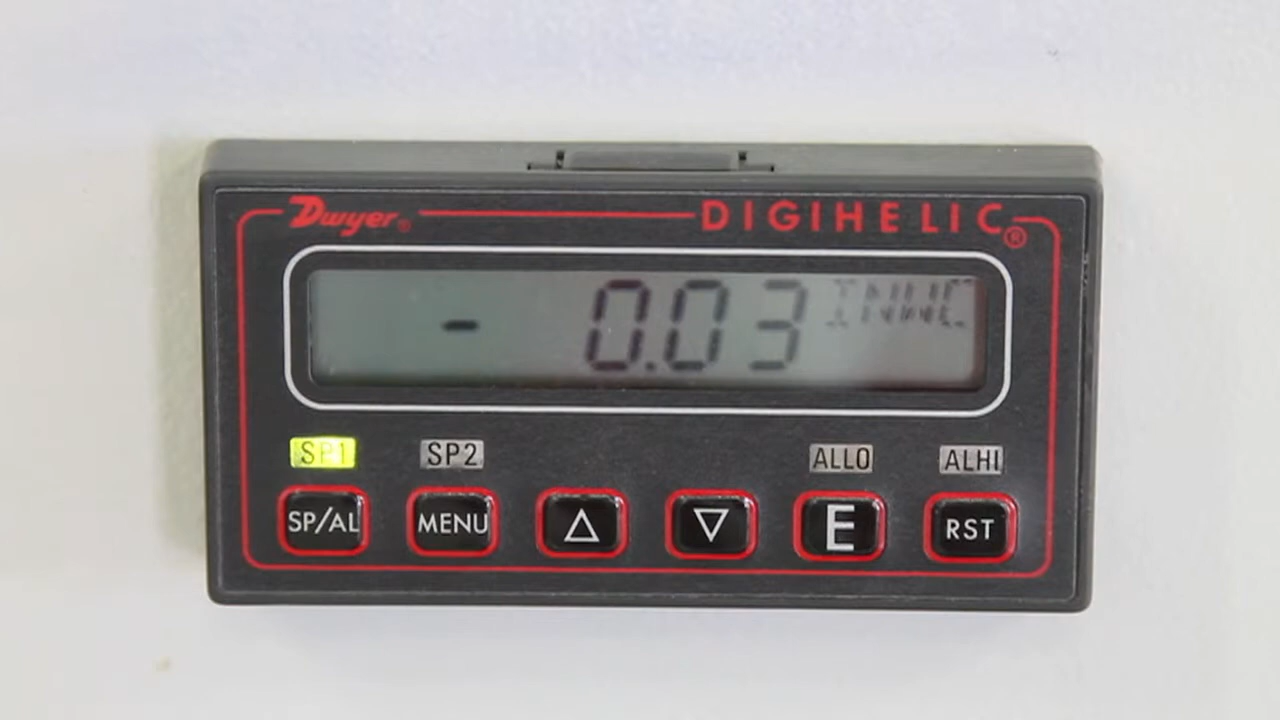 Dwyer® DIGIHELIC®
- 0.03 INWC
SP1 SP2 ALLO ALHI
SP/AL MENU △ ▽ E RST